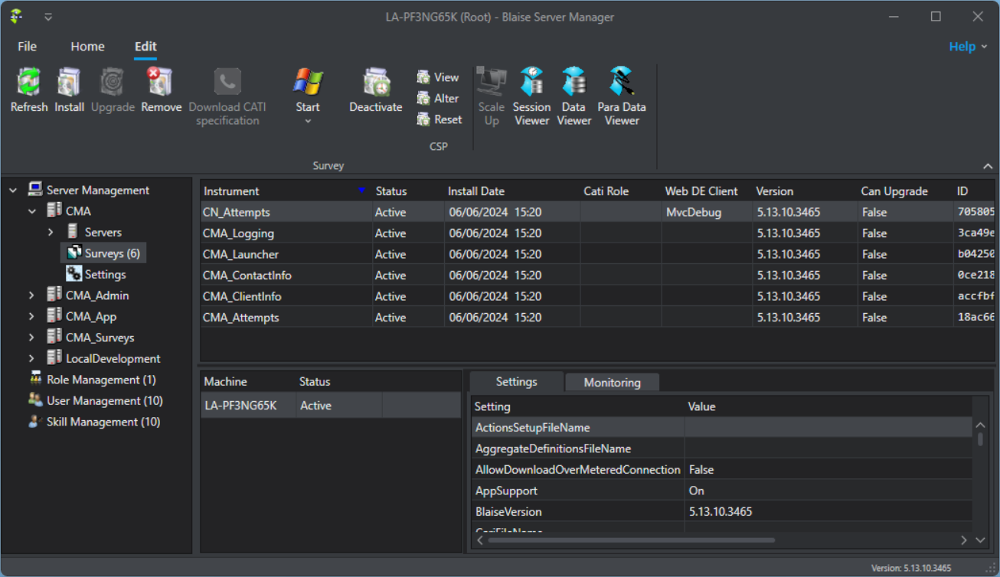 LA-PF3NG65K (Root) - Blaise Server Manager
File Home Edit Help
Refresh Install Upgrade Remove Download CATI specification Start Deactivate View Alter Reset Scale Up Session Viewer Data Viewer Para Data Viewer
CSP
Survey
Server Management
CMA
Servers
Surveys (6)
Settings
CMA_Admin
CMA_App
CMA_Surveys
LocalDevelopment
Role Management (1)
User Management (10)
Skill Management (10)
Instrument Status Install Date Cati Role Web DE Client Version Can Upgrade ID
CN_Attempts Active 06/06/2024 15:20 MvcDebug 5.13.10.3465 False 705805
CMA_Logging Active 06/06/2024 15:20 5.13.10.3465 False 3ca49e
CMA_Launcher Active 06/06/2024 15:20 5.13.10.3465 False b04250
CMA_ContactInfo Active 06/06/2024 15:20 5.13.10.3465 False 0ce218
CMA_ClientInfo Active 06/06/2024 15:20 5.13.10.3465 False accfbf
CMA_Attempts Active 06/06/2024 15:20 5.13.10.3465 False 18ac66
Machine Status
LA-PF3NG65K Active
Settings Monitoring
Setting Value
ActionsSetupFileName
AggregateDefinitionsFileName
AllowDownloadOverMeteredConnection False
AppSupport On
BlaiseVersion 5.13.10.3465
Version: 5.13.10.3465